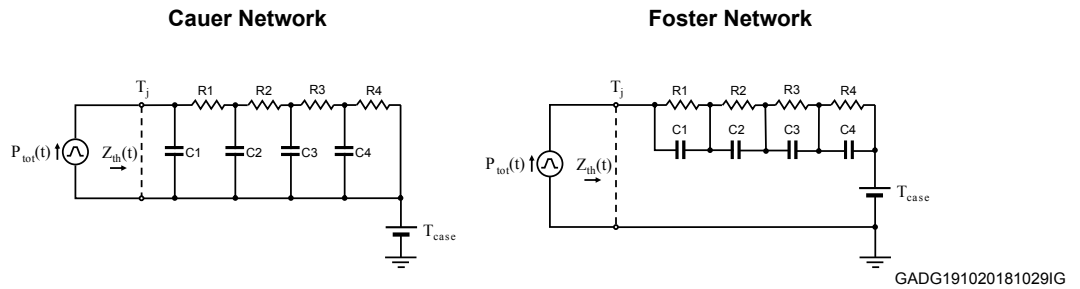 Cauer Network
Foster Network
Tj R1 R2 R3 R4
Ptot(t) Zth(t) C1 C2 C3 C4
Tcase
Tj R1 R2 R3 R4
C1 C2 C3 C4
Ptot(t) Zth(t)
Tcase
GADG191020181029IG